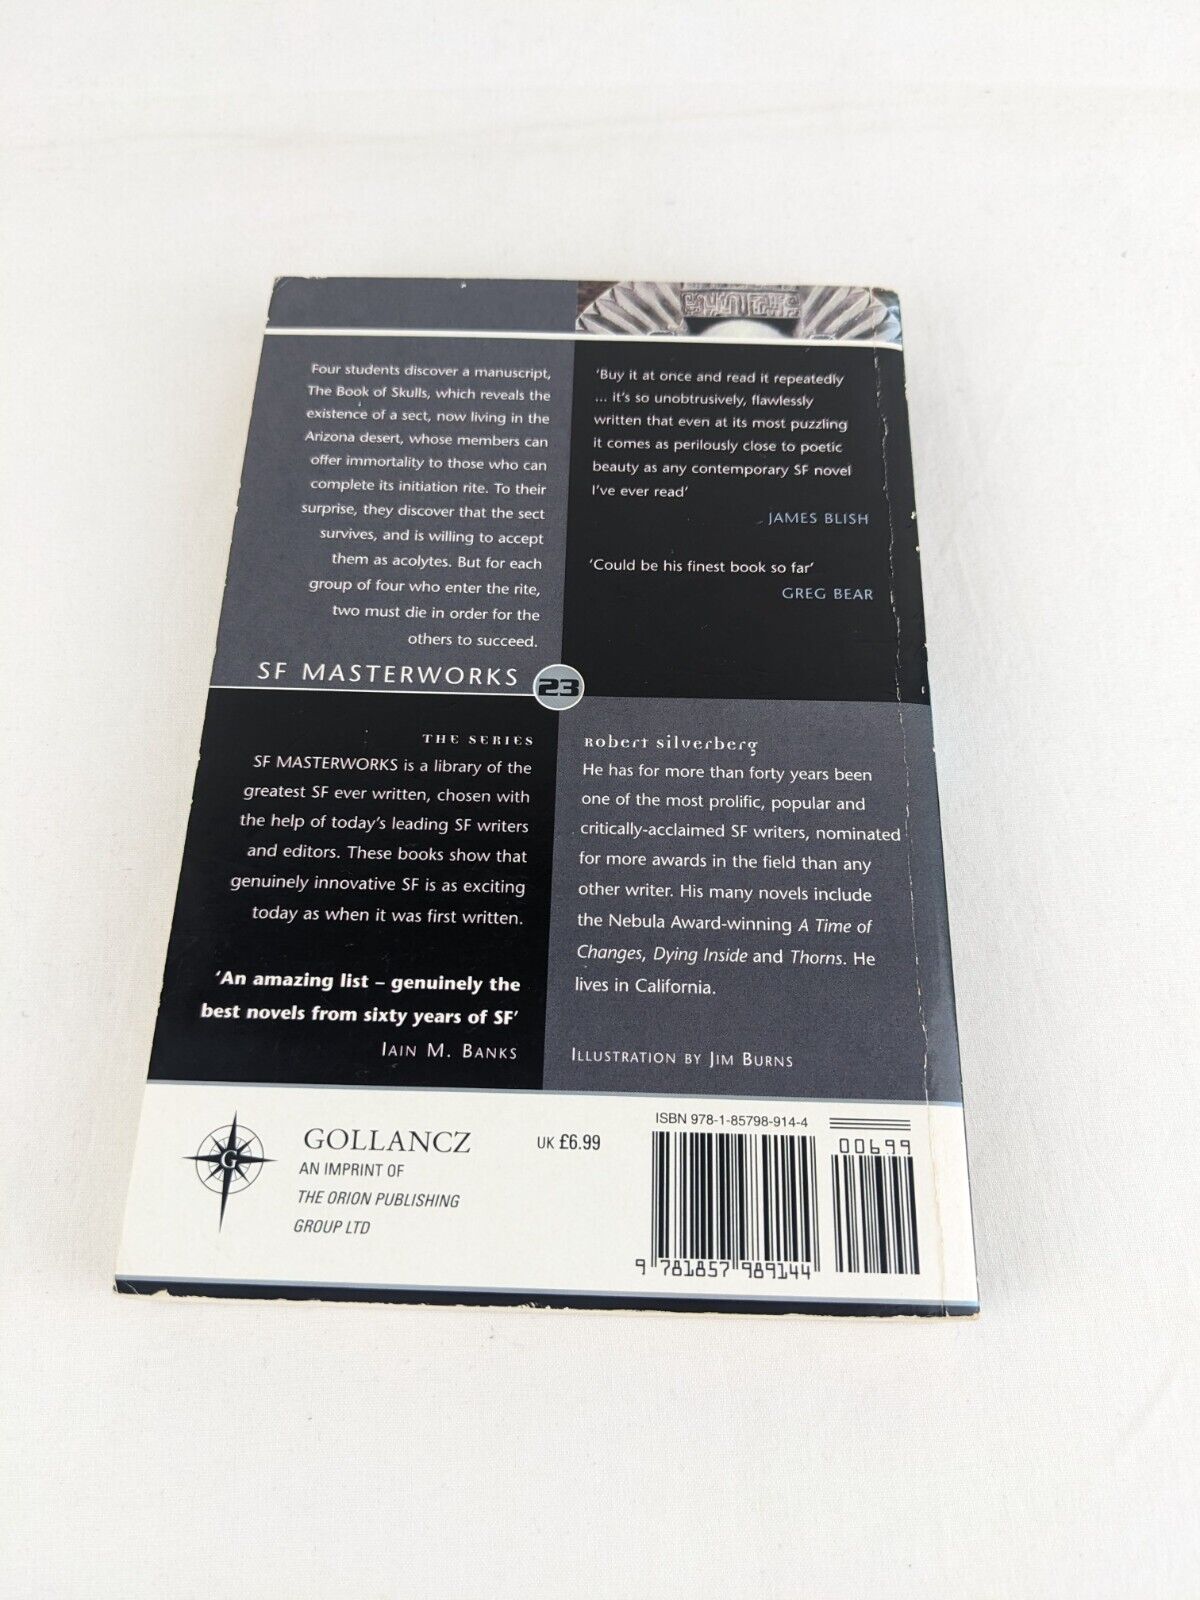 Four students discover a manuscript,
The Book of Skulls, which reveals the
existence of a sect, now living in the
Arizona desert, whose members can
offer immortality to those who can
complete its initiation rite. To their
surprise, they discover that the sect
survives, and is willing to accept
them as acolytes. But for each
group of four who enter the rite,
two must die in order for the
others to succeed.
'Buy it at once and read it repeatedly
... it's so unobtrusively, flawlessly
written that even at its most puzzling
it comes as perilously close to poetic
beauty as any contemporary SF novel
I've ever read'
JAMES BLISH
'Could be his finest book so far'
GREG BEAR
SF MASTERWORKS 23
THE SERIES
SF MASTERWORKS is a library of the
greatest SF ever written, chosen with
the help of today's leading SF writers
and editors. These books show that
genuinely innovative SF is as exciting
today as when it was first written.
'An amazing list – genuinely the
best novels from sixty years of SF'
IAIN M. BANKS
Robert Silverberg
He has for more than forty years been
one of the most prolific, popular and
critically-acclaimed SF writers, nominated
for more awards in the field than any
other writer. His many novels include
the Nebula Award-winning A Time of
Changes, Dying Inside and Thorns. He
lives in California.
ILLUSTRATION BY JIM BURNS
G
GOLLANCZ
AN IMPRINT OF
THE ORION PUBLISHING
GROUP LTD
UK £6.99
ISBN 978-1-85798-914-4
00699
9 781857 989144